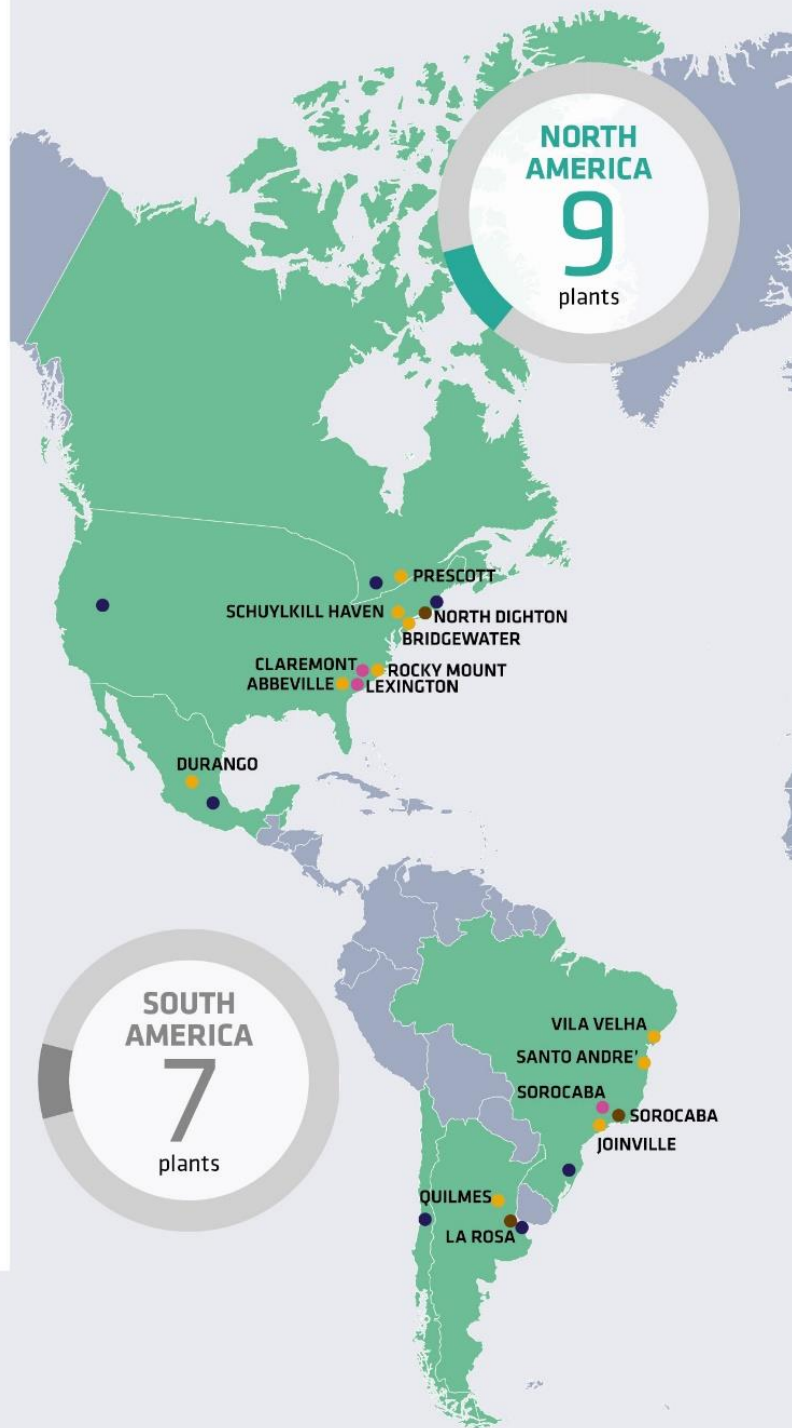 NORTH
AMERICA
9
plants
PRESCOTT
SCHUYLKILL HAVEN
NORTH DIGHTON
BRIDGEWATER
CLAREMONT
ROCKY MOUNT
ABBEVILLE
LEXINGTON
DURANGO
SOUTH
AMERICA
7
plants
VILA VELHA
SANTO ANDRE'
SOROCABA
SOROCABA
JOINVILLE
QUILMES
LA ROSA